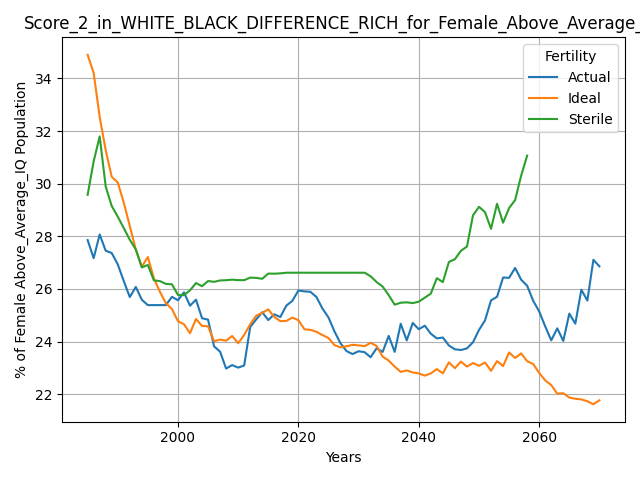 Score_2_in_WHITE_BLACK_DIFFERENCE_RICH_for_Female_Above_Average_
% of Female Above_Average_IQ Population
34
32
30
28
26
24
22
Fertility
Actual
Ideal
Sterile
2000
2020
2040
2060
Years